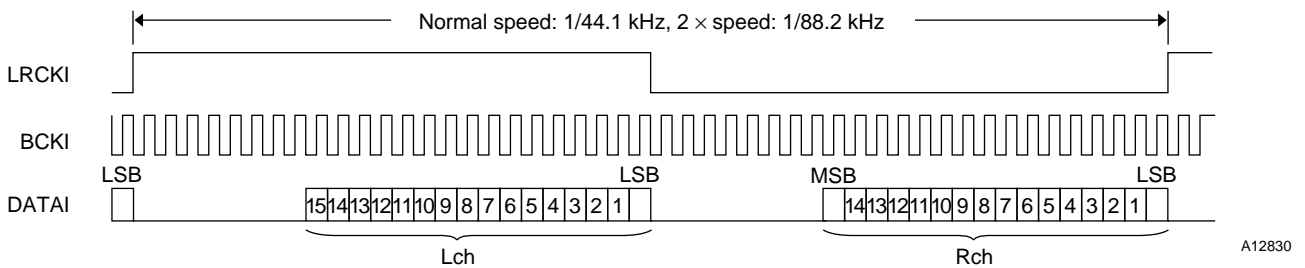 Normal speed: 1/44.1 kHz, 2 × speed: 1/88.2 kHz
LRCKI
BCKI
LSB LSB MSB LSB
DATAI 15 14 13 12 11 10 9 8 7 6 5 4 3 2 1 14 13 12 11 10 9 8 7 6 5 4 3 2 1
Lch Rch
A12830